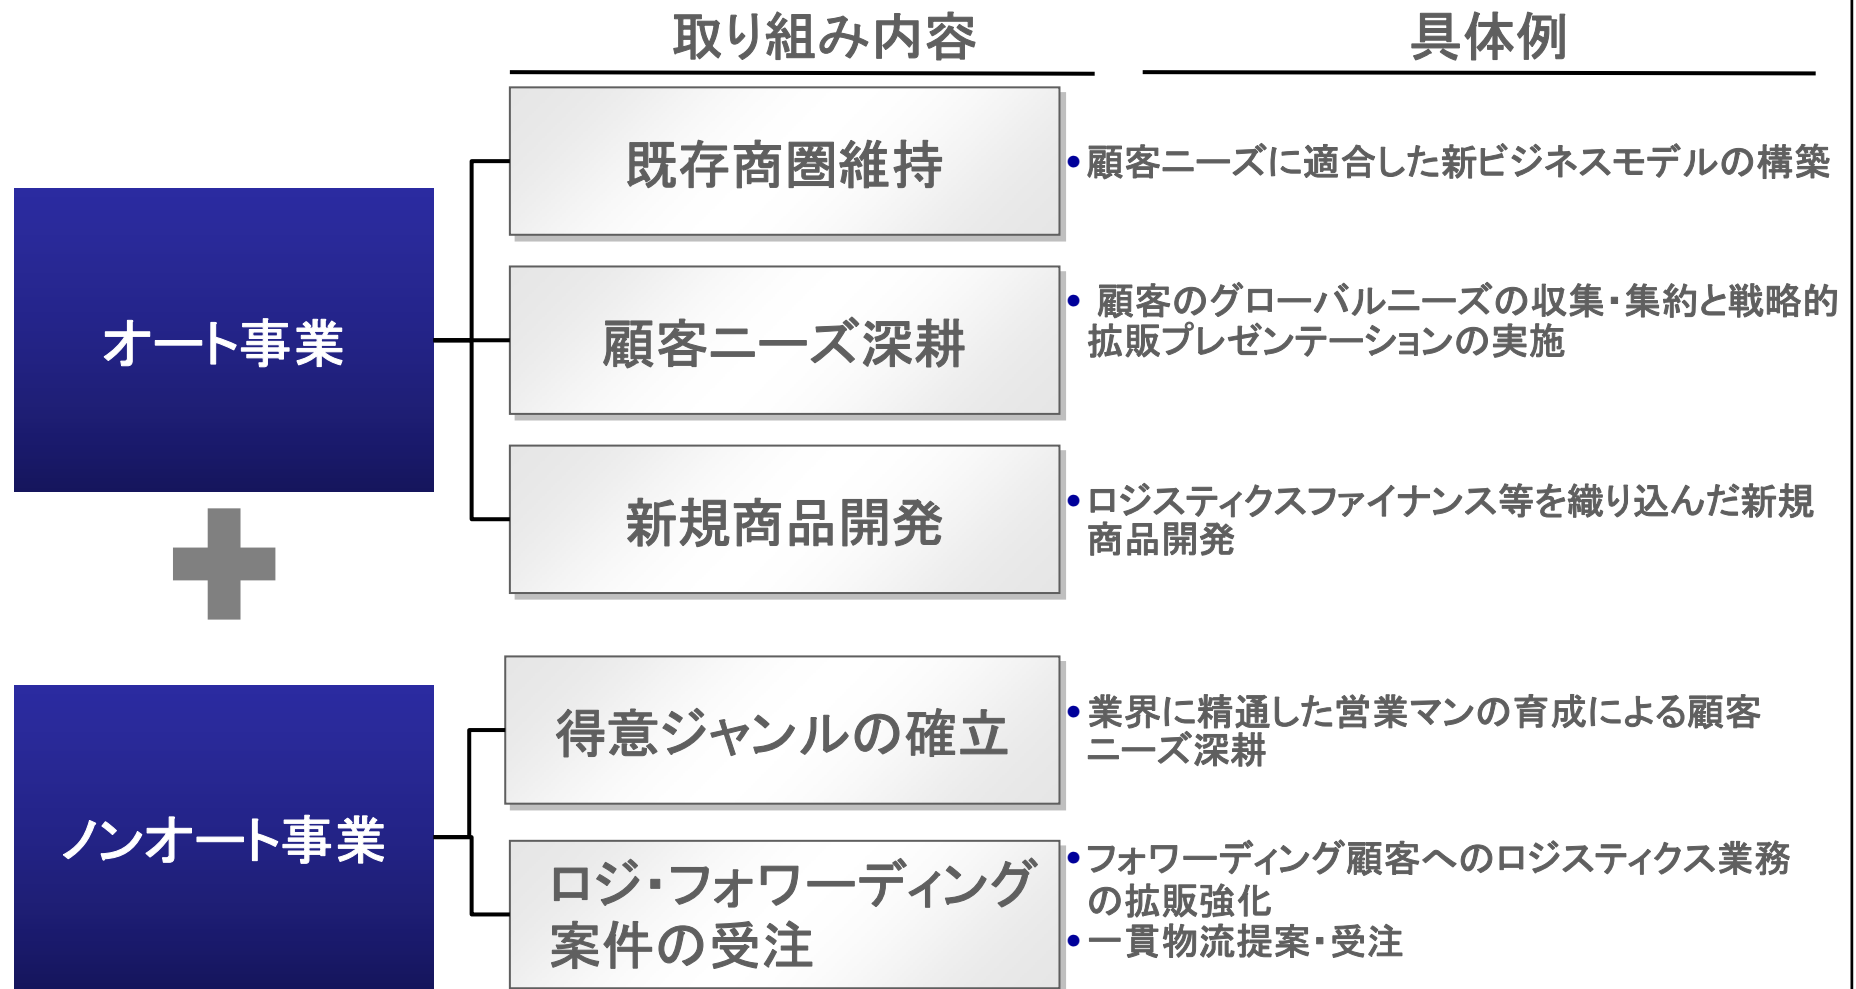 取り組み内容
具体例
オート事業
既存商圏維持
•顧客ニーズに適合した新ビジネスモデルの構築
顧客ニーズ深耕
• 顧客のグローバルニーズの収集・集約と戦略的
拡販プレゼンテーションの実施
新規商品開発
•ロジスティクスファイナンス等を織り込んだ新規
商品開発
ノンオート事業
得意ジャンルの確立
•業界に精通した営業マンの育成による顧客
ニーズ深耕
ロジ・フォワーディング
案件の受注
•フォワーディング顧客へのロジスティクス業務
の拡販強化
•一貫物流提案・受注